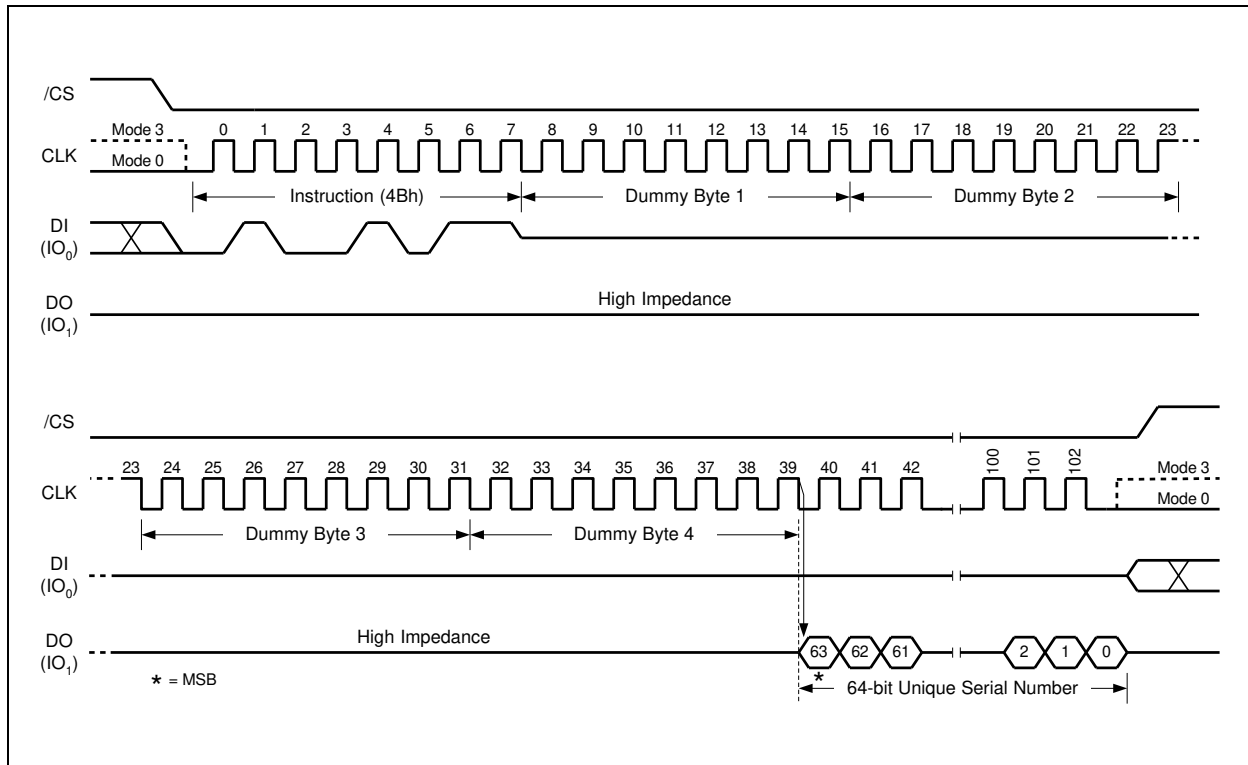 /CS
Mode 3
0 1 2 3 4 5 6 7 8 9 10 11 12 13 14 15 16 17 18 19 20 21 22 23
CLK
Mode 0
Instruction (4Bh) Dummy Byte 1 Dummy Byte 2
DI
(IO0)
High Impedance
DO
(IO1)
/CS
23 24 25 26 27 28 29 30 31 32 33 34 35 36 37 38 39 40 41 42 100 101 102
Mode 3
CLK
Mode 0
Dummy Byte 3 Dummy Byte 4
DI
(IO0)
High Impedance
DO
(IO1)
63 62 61 2 1 0
* = MSB
*
64-bit Unique Serial Number